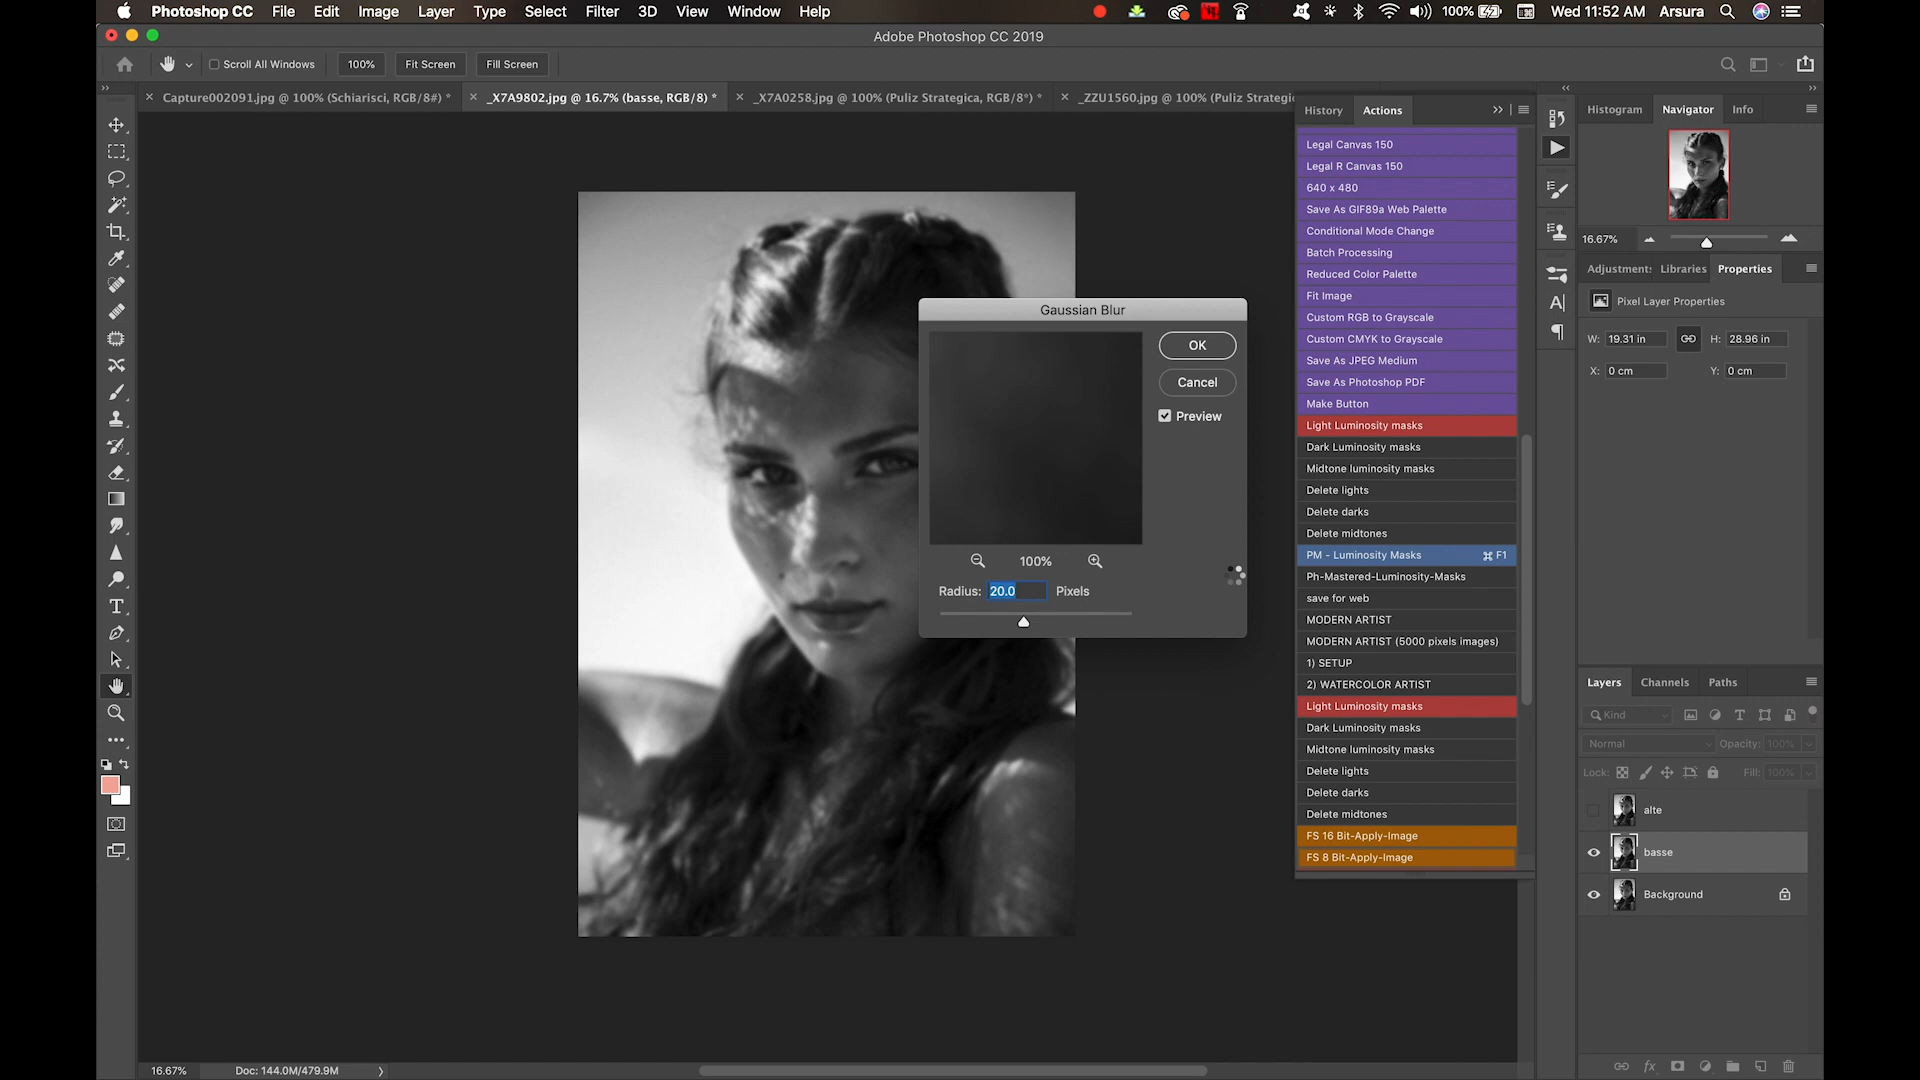 Photoshop CC File Edit Image Layer Type Select Filter 3D View Window Help 100% Wed 11:52 AM Arsura
Adobe Photoshop CC 2019
Scroll All Windows 100% Fit Screen Fill Screen
Capture002091.jpg @ 100% (Schiarisci, RGB/8#) * _X7A9802.jpg @ 16.7% (basse, RGB/8) * _X7A0258.jpg @ 100% (Puliz Strategica, RGB/8*) * _ZZU1560.jpg @ 100% (Puliz Strategic
History Actions
Legal Canvas 150
Legal R Canvas 150
640 x 480
Save As GIF89a Web Palette
Conditional Mode Change
Batch Processing
Reduced Color Palette
Fit Image
Custom RGB to Grayscale
Custom CMYK to Grayscale
Save As JPEG Medium
Save As Photoshop PDF
Make Button
Light Luminosity masks
Dark Luminosity masks
Midtone luminosity masks
Delete lights
Delete darks
Delete midtones
PM - Luminosity Masks ⌘ F1
Ph-Mastered-Luminosity-Masks
save for web
MODERN ARTIST
MODERN ARTIST (5000 pixels images)
1) SETUP
2) WATERCOLOR ARTIST
Light Luminosity masks
Dark Luminosity masks
Midtone luminosity masks
Delete lights
Delete darks
Delete midtones
FS 16 Bit-Apply-Image
FS 8 Bit-Apply-Image
Gaussian Blur
OK
Cancel
Preview
100%
Radius: 20.0 Pixels
Histogram Navigator Info
16.67%
Adjustment: Libraries Properties
Pixel Layer Properties
W: 19.31 in H: 28.96 in
X: 0 cm Y: 0 cm
Layers Channels Paths
Kind
Normal Opacity: 100%
Lock: Fill: 100%
alte
basse
Background
16.67% Doc: 144.0M/479.9M